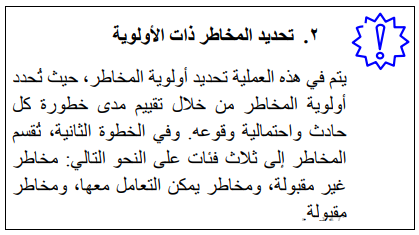 ٢. تحديد المخاطر ذات الأولوية
يتم في هذه العملية تحديد أولوية المخاطر، حيث تُحدد
أولوية المخاطر من خلال تقييم مدى خطورة كل
حادث واحتمالية وقوعه. وفي الخطوة الثانية، تُقسم
المخاطر إلى ثلاث فئات على النحو التالي: مخاطر
غير مقبولة، ومخاطر يمكن التعامل معها، ومخاطر
مقبولة.